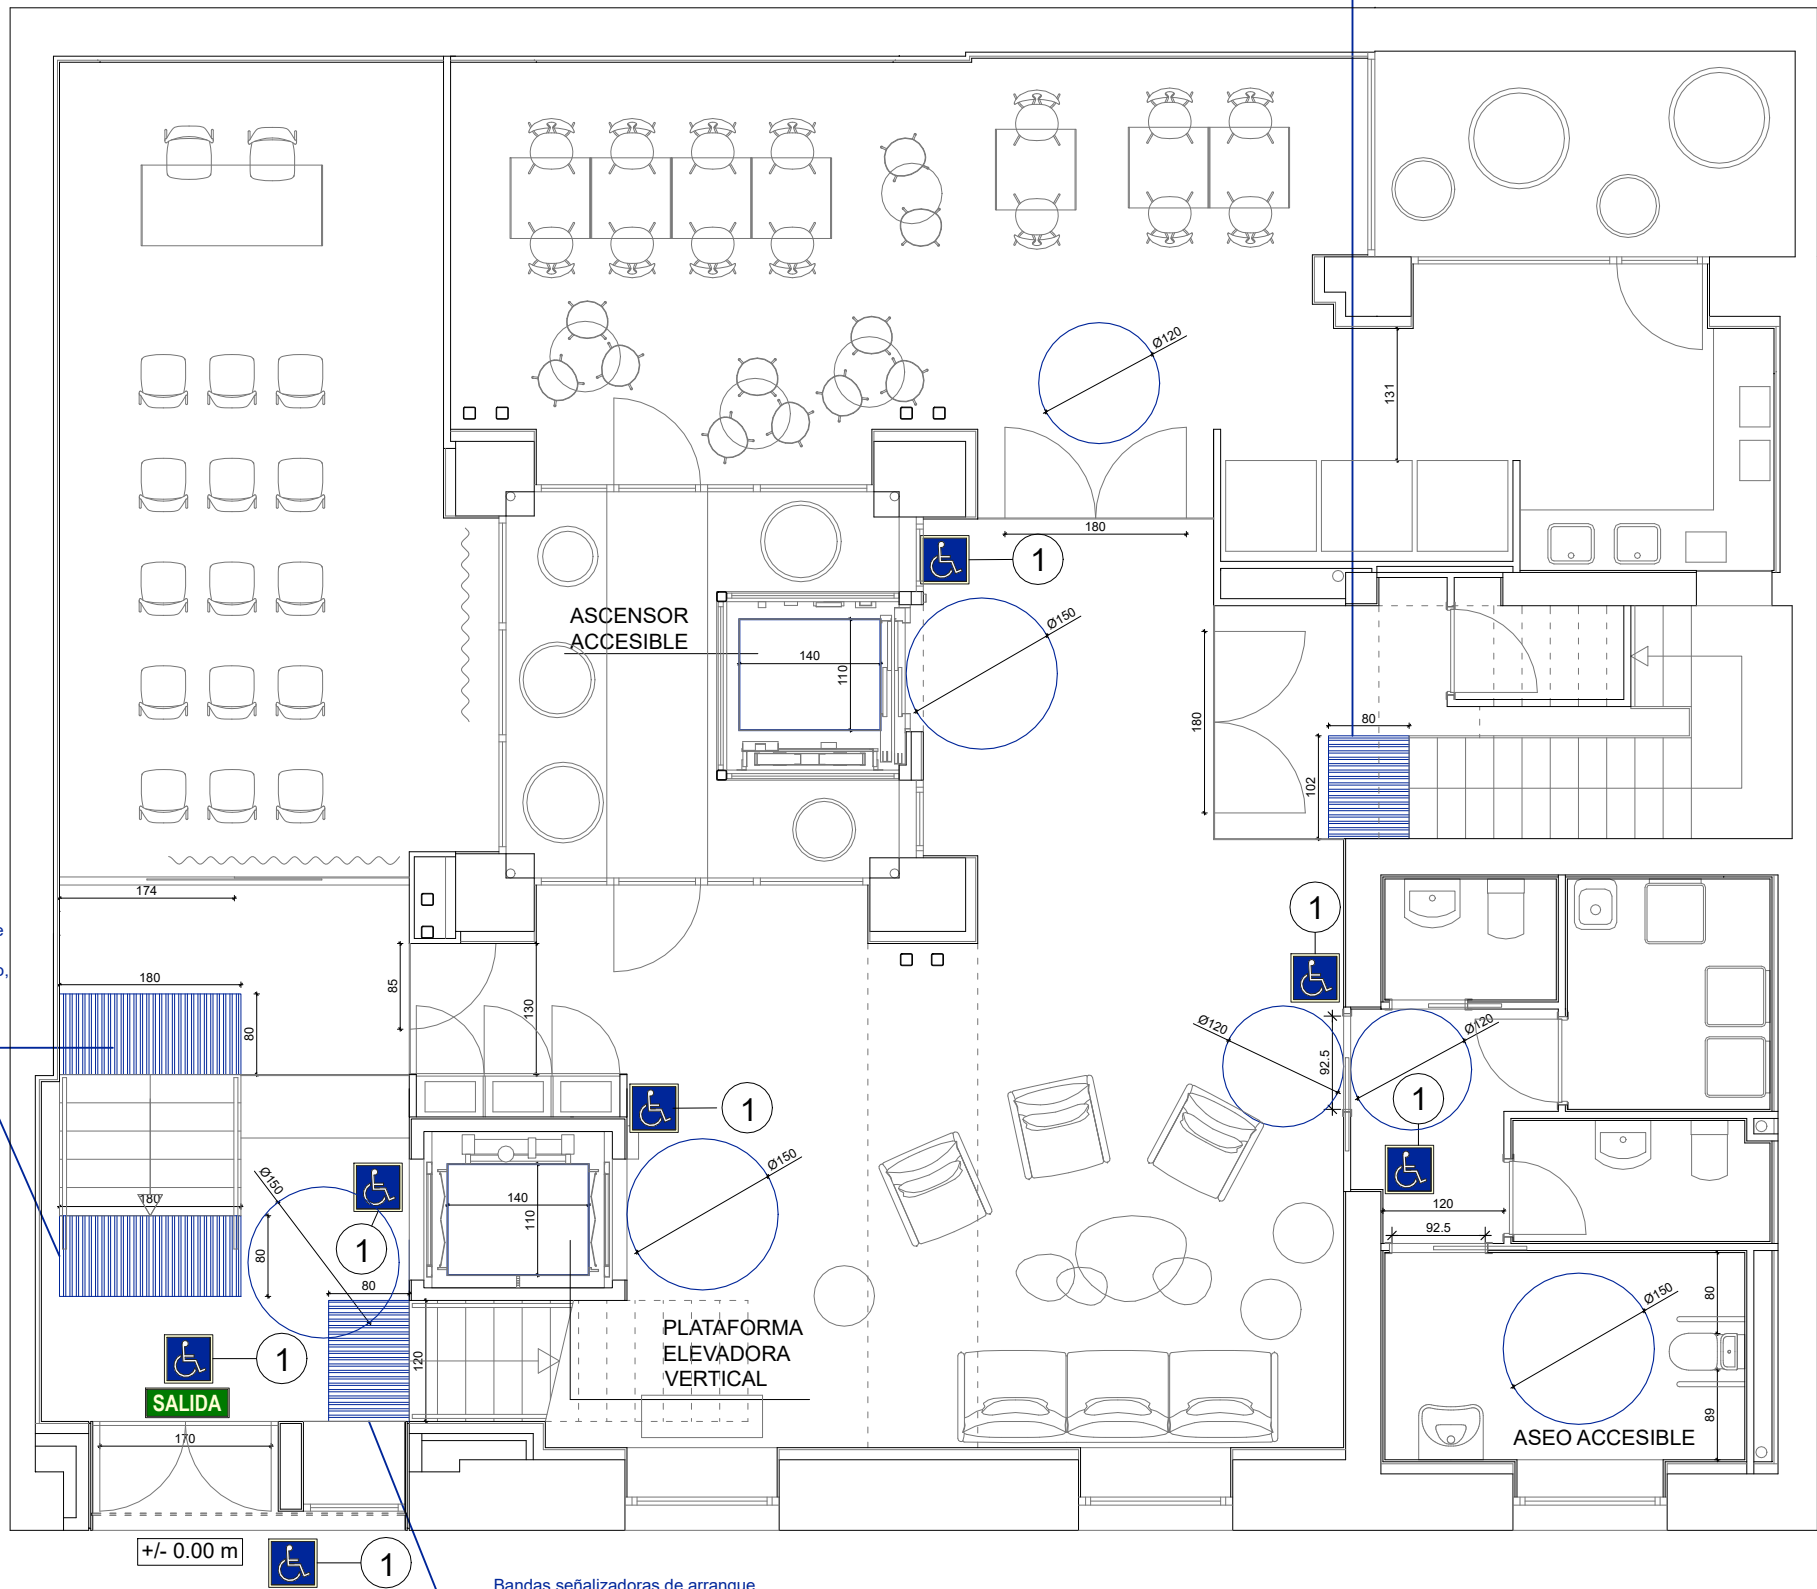 Ø120
131
180
1
ASCENSOR
ACCESIBLE
Ø150
140
110
80
180
102
174
1
e
o,
180
85
130
80
Ø120
92.5
Ø120
1
1
Ø150
180
Ø150
140
110
1
120
92.5
80
80
Ø150
80
PLATAFORMA
ELEVADORA
VERTICAL
120
1
SALIDA
89
ASEO ACCESIBLE
170
+/- 0.00 m
1
Bandas señalizadoras de arranque